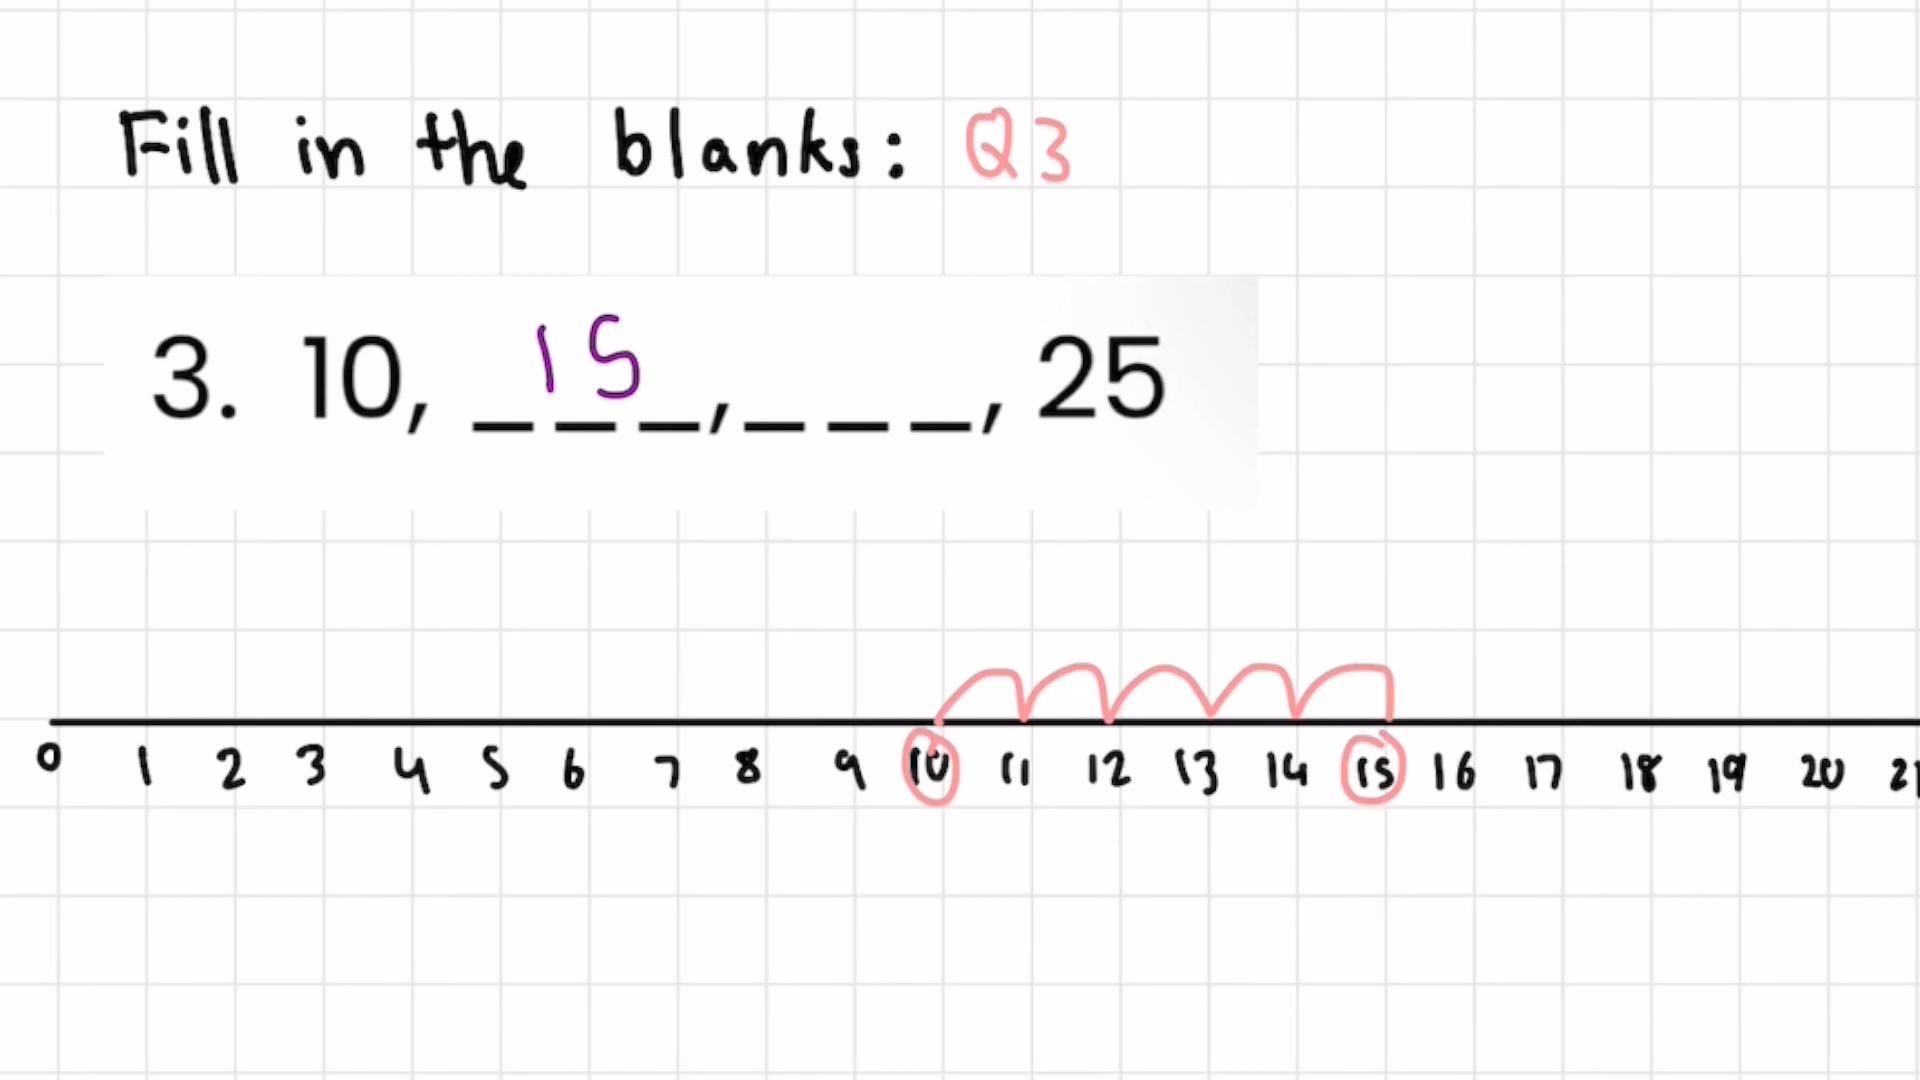 Fill in the blanks: Q3
3. 10, _ 15 _ _, _ _ _, 25
0 1 2 3 4 5 6 7 8 9 10 11 12 13 14 15 16 17 18 19 20 21